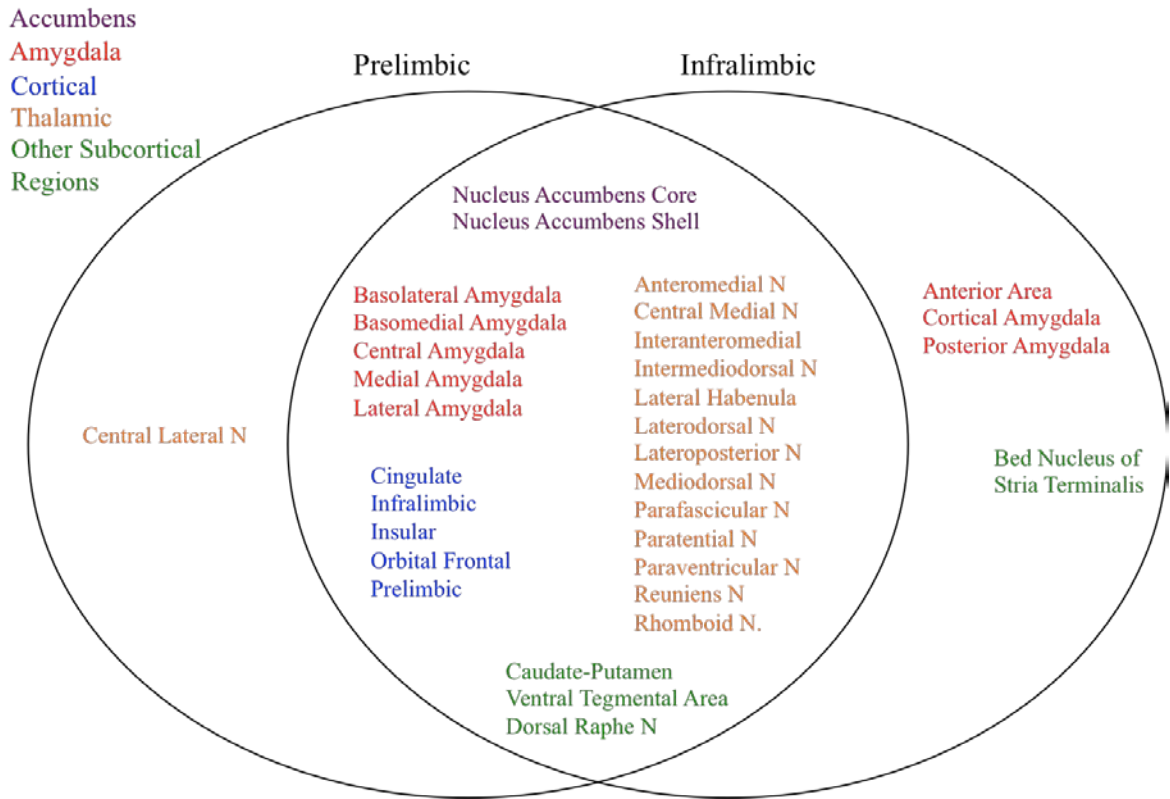 Accumbens
Amygdala
Cortical
Thalamic
Other Subcortical
Regions
Prelimbic
Infralimbic
Nucleus Accumbens Core
Nucleus Accumbens Shell
Basolateral Amygdala
Basomedial Amygdala
Central Amygdala
Medial Amygdala
Lateral Amygdala
Cingulate
Infralimbic
Insular
Orbital Frontal
Prelimbic
Anteromedial N
Central Medial N
Interanteromedial
Intermediodorsal N
Lateral Habenula
Laterodorsal N
Lateroposterior N
Mediodorsal N
Parafascicular N
Paratential N
Paraventricular N
Reuniens N
Rhomboid N.
Caudate-Putamen
Ventral Tegmental Area
Dorsal Raphe N
Central Lateral N
Anterior Area
Cortical Amygdala
Posterior Amygdala
Bed Nucleus of
Stria Terminalis